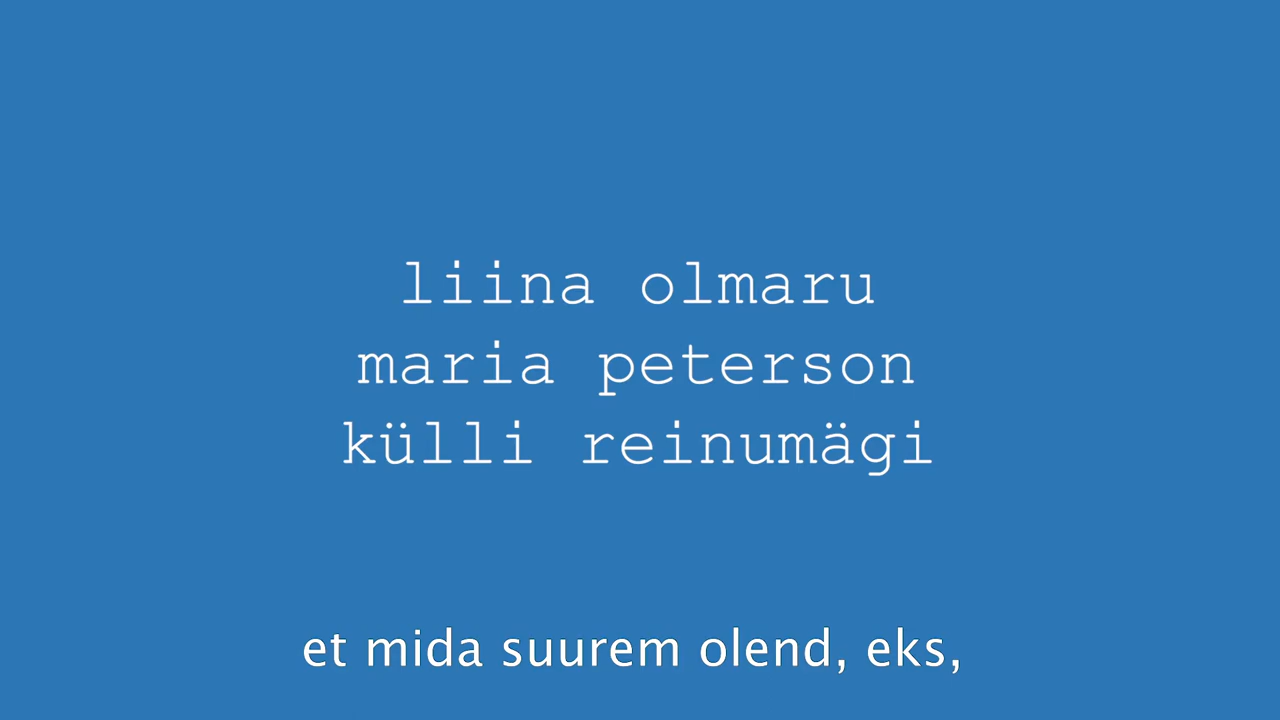 liina olmaru
maria peterson
külli reinumägi
et mida suurem olend, eks,